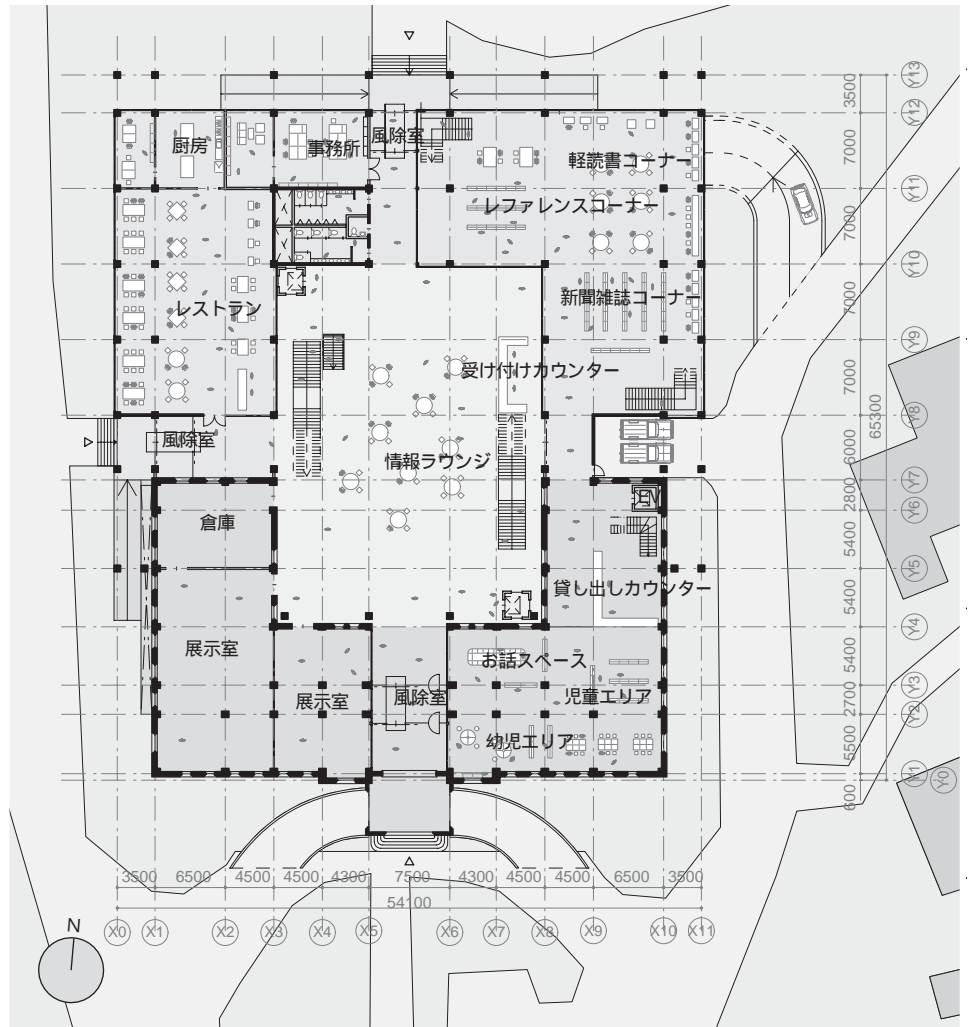 厨房
事務所
風除室
軽読書コーナー
レファレンスコーナー
新聞雑誌コーナー
レストラン
受け付けカウンター
風除室
情報ラウンジ
倉庫
EV
貸し出しカウンター
展示室
展示室
風除室
お話スペース
児童エリア
幼児エリア
3500
7000
7000
7000
7000
6000
2800
5400
5400
5400
2700
5500
600
65300
Y13
Y12
Y11
Y10
Y9
Y8
Y7
Y6
Y5
Y4
Y3
Y2
Y1
Y0
3500 6500 4500 4500 4300 7500 4300 4500 4500 6500 3500
54100
X0 X1 X2 X3 X4 X5 X6 X7 X8 X9 X10 X11
N